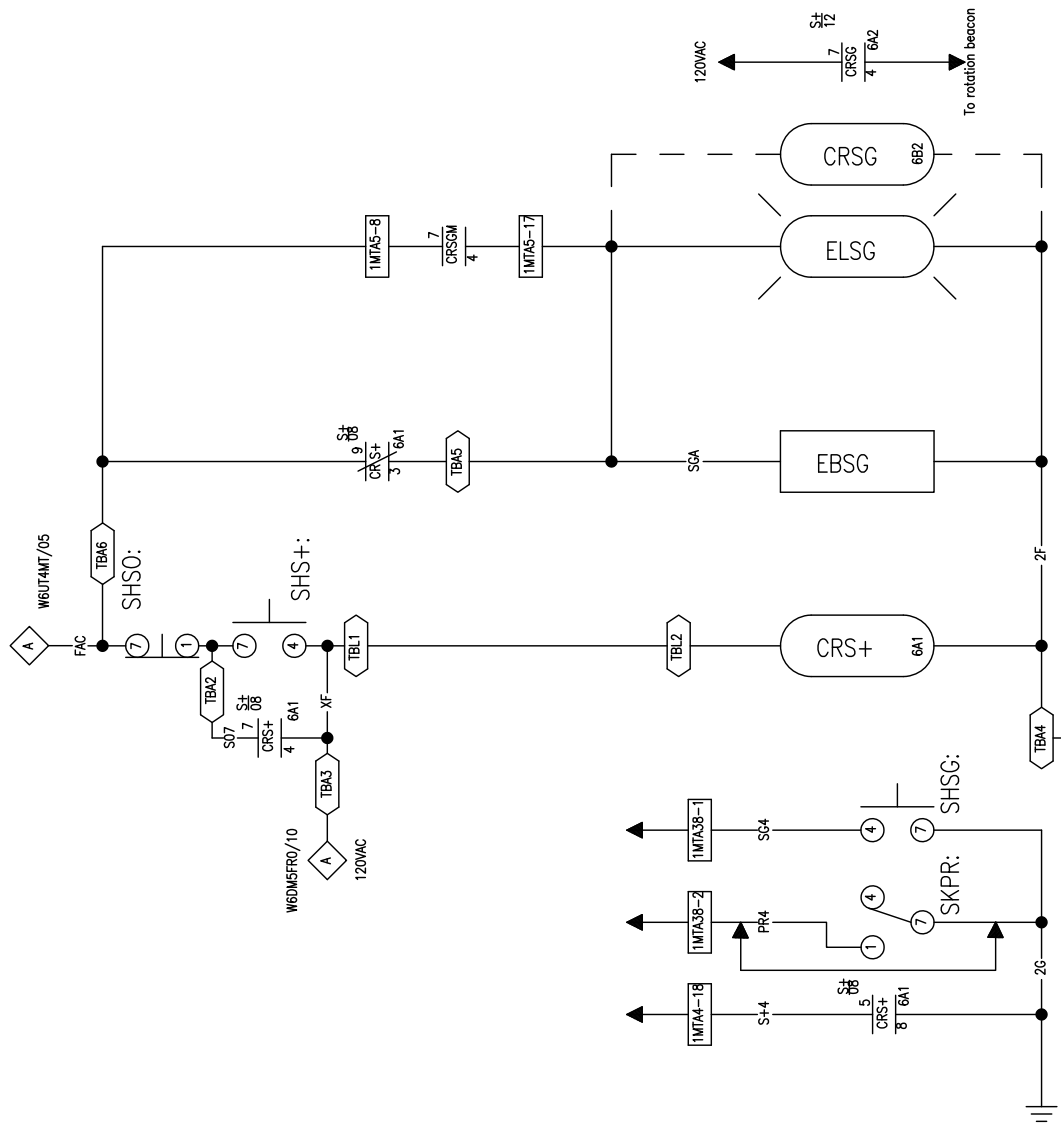 S±
12
120VAC
7
CRSG
4
6A2
To rotation beacon
CRSG
6B2
1MTA5-8
7
CRSGM
4
1MTA5-17
ELSG
S±
08
9
CRS+
3
6A1
TBA5
SGA
EBSG
W6UT4MT/05
A
FAC
TBA6
SHSO:
7
1
SHS+:
7
4
TBA2
S07
S±
08
7
CRS+
4
6A1
XF
TBL1
TBL2
CRS+
6A1
2F
TBA3
A
W6DM5FRO/10
120VAC
TBA4
1MTA38-1
SG4
4
7
SHSG:
1MTA38-2
PR4
4
1
7
SKPR:
1MTA4-18
S+4
S±
08
5
CRS+
8
6A1
2G